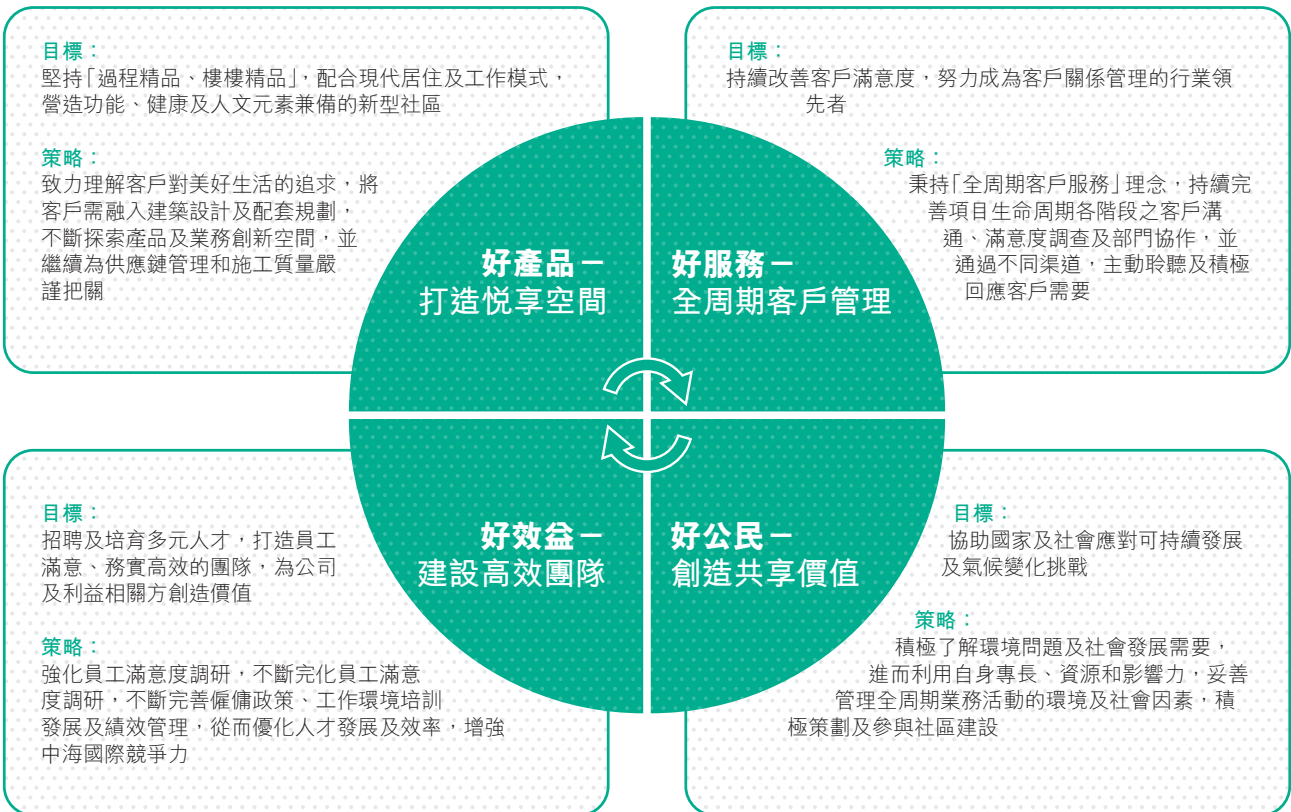 目標：
堅持「過程精品、樓樓精品」，配合現代居住及工作模式，
營造功能、健康及人文元素兼備的新型社區
策略：
致力理解客戶對美好生活的追求，將
客戶需融入建築設計及配套規劃，
不斷探索產品及業務創新空間，並
繼續為供應鏈管理和施工質量嚴
謹把關
好產品－
打造悅享空間
目標：
持續改善客戶滿意度，努力成為客戶關係管理的行業領
先者
策略：
秉持「全周期客戶服務」理念，持續完
善項目生命周期各階段之客戶溝
通、滿意度調查及部門協作，並
通過不同渠道，主動聆聽及積極
回應客戶需要
好服務－
全周期客戶管理
目標：
招聘及培育多元人才，打造員工
滿意、務實高效的團隊，為公司
及利益相關方創造價值
策略：
強化員工滿意度調研，不斷完化員工滿意
度調研，不斷完善僱傭政策、工作環境培訓
發展及績效管理，從而優化人才發展及效率，增強
中海國際競爭力
好效益－
建設高效團隊
好公民－
創造共享價值
目標：
協助國家及社會應對可持續發展
及氣候變化挑戰
策略：
積極了解環境問題及社會發展需要，
進而利用自身專長、資源和影響力，妥善
管理全周期業務活動的環境及社會因素，積
極策劃及參與社區建設